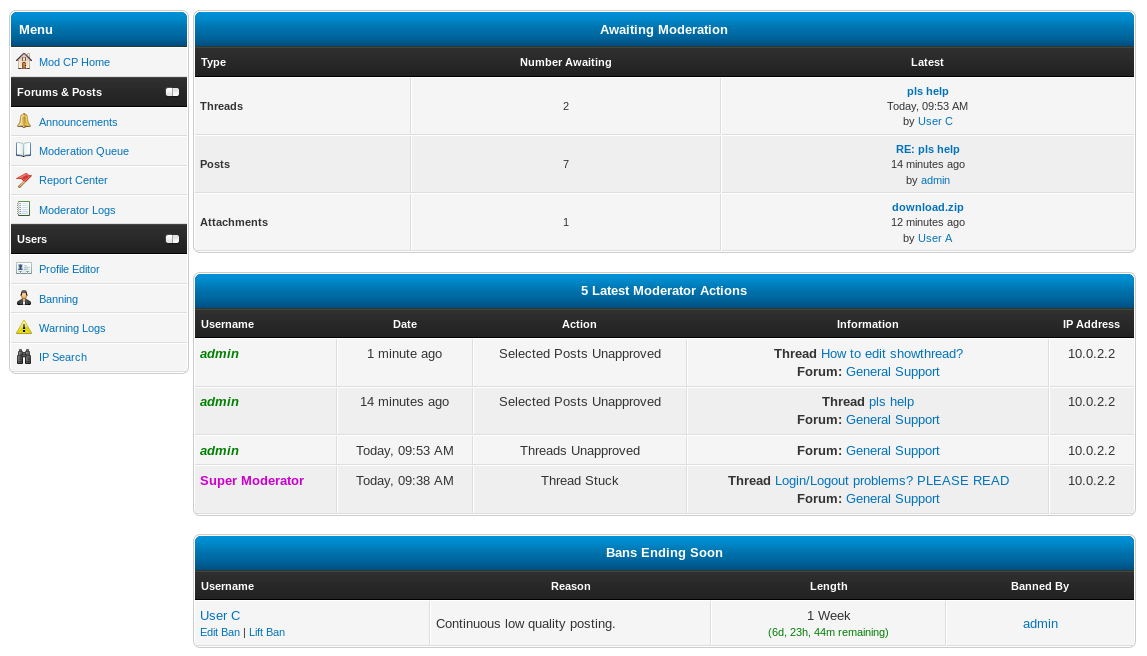 Menu
Mod CP Home
Forums & Posts
Announcements
Moderation Queue
Report Center
Moderator Logs
Users
Profile Editor
Banning
Warning Logs
IP Search
Awaiting Moderation
Type Number Awaiting Latest
Threads 2 pls help
Today, 09:53 AM
by User C
Posts 7 RE: pls help
14 minutes ago
by admin
Attachments 1 download.zip
12 minutes ago
by User A
5 Latest Moderator Actions
Username Date Action Information IP Address
admin 1 minute ago Selected Posts Unapproved Thread How to edit showthread? 10.0.2.2
Forum: General Support
admin 14 minutes ago Selected Posts Unapproved Thread pls help 10.0.2.2
Forum: General Support
admin Today, 09:53 AM Threads Unapproved Forum: General Support 10.0.2.2
Super Moderator Today, 09:38 AM Thread Stuck Thread Login/Logout problems? PLEASE READ 10.0.2.2
Forum: General Support
Bans Ending Soon
Username Reason Length Banned By
User C Continuous low quality posting. 1 Week admin
Edit Ban | Lift Ban (6d, 23h, 44m remaining)